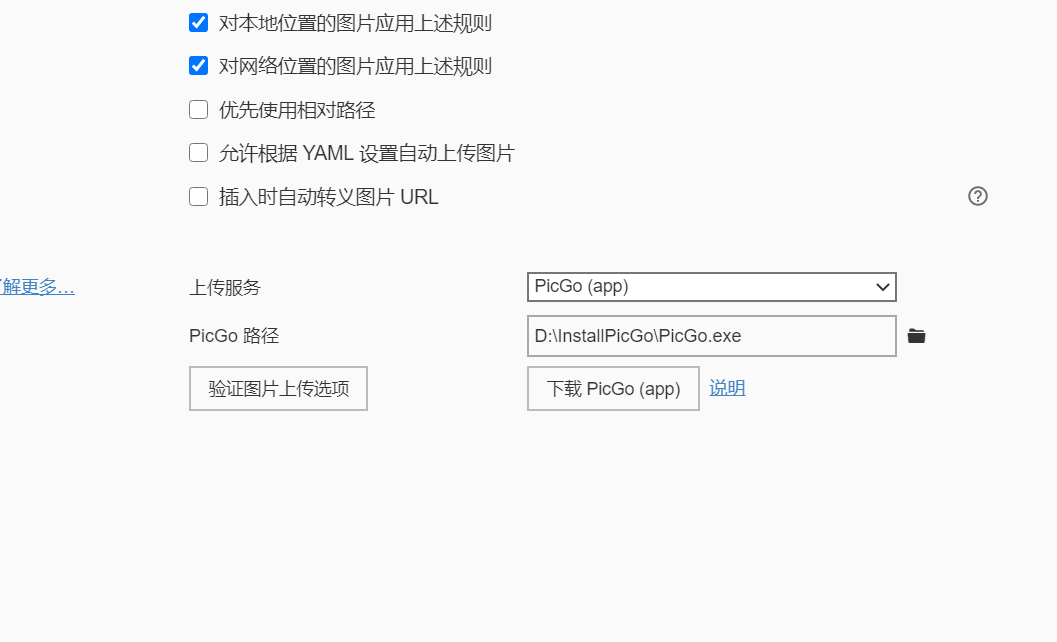 对本地位置的图片应用上述规则
对网络位置的图片应用上述规则
优先使用相对路径
允许根据 YAML 设置自动上传图片
插入时自动转义图片 URL
解更多...
上传服务
PicGo (app)
PicGo 路径
D:\InstallPicGo\PicGo.exe
验证图片上传选项
下载 PicGo (app)
说明